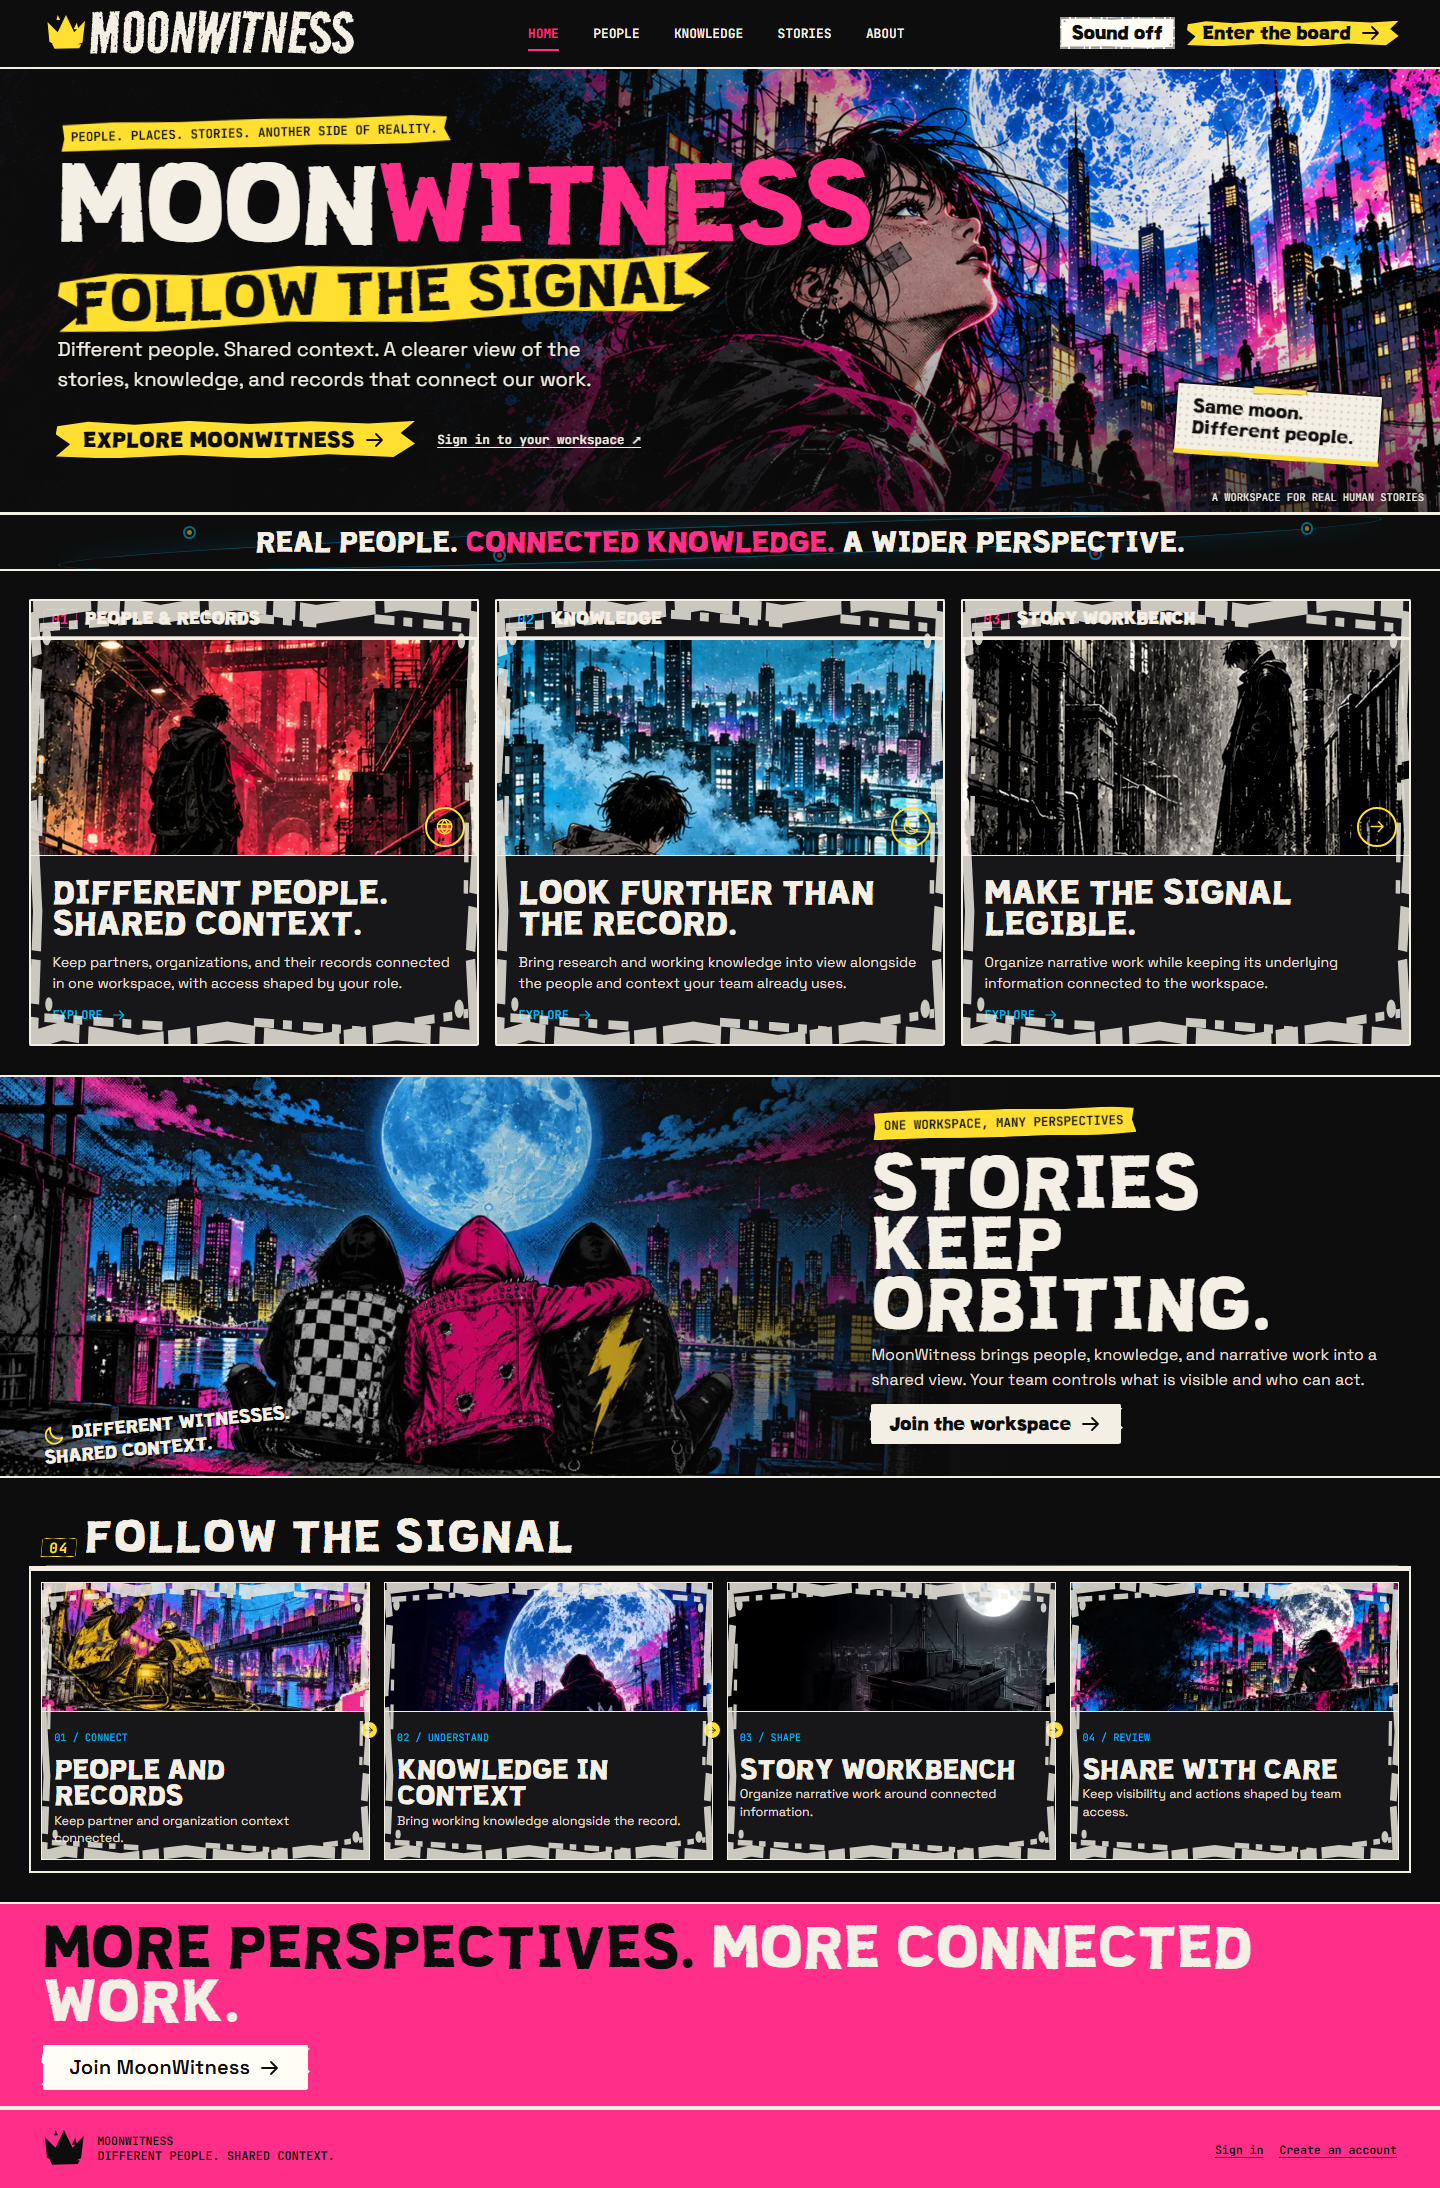 MOONWITNESS
HOME PEOPLE KNOWLEDGE STORIES ABOUT
Sound off
Enter the board →
PEOPLE. PLACES. STORIES. ANOTHER SIDE OF REALITY.
MOONWITNESS
FOLLOW THE SIGNAL
Different people. Shared context. A clearer view of the
stories, knowledge, and records that connect our work.
EXPLORE MOONWITNESS →
Sign in to your workspace ↗
Same moon.
Different people.
A WORKSPACE FOR REAL HUMAN STORIES
REAL PEOPLE. CONNECTED KNOWLEDGE. A WIDER PERSPECTIVE.
01 PEOPLE & RECORDS
DIFFERENT PEOPLE.
SHARED CONTEXT.
Keep partners, organizations, and their records connected
in one workspace, with access shaped by your role.
EXPLORE →
02 KNOWLEDGE
LOOK FURTHER THAN
THE RECORD.
Bring research and working knowledge into view alongside
the people and context your team already uses.
EXPLORE →
03 STORY WORKBENCH
MAKE THE SIGNAL
LEGIBLE.
Organize narrative work while keeping its underlying
information connected to the workspace.
EXPLORE →
DIFFERENT WITNESSES.
SHARED CONTEXT.
ONE WORKSPACE, MANY PERSPECTIVES
STORIES
KEEP
ORBITING.
MoonWitness brings people, knowledge, and narrative work into a
shared view. Your team controls what is visible and who can act.
Join the workspace →
04 FOLLOW THE SIGNAL
01 / CONNECT
PEOPLE AND
RECORDS
Keep partner and organization context
connected.
02 / UNDERSTAND
KNOWLEDGE IN
CONTEXT
Bring working knowledge alongside the record.
03 / SHAPE
STORY WORKBENCH
Organize narrative work around connected
information.
04 / REVIEW
SHARE WITH CARE
Keep visibility and actions shaped by team
access.
MORE PERSPECTIVES. MORE CONNECTED
WORK.
Join MoonWitness →
MOONWITNESS
DIFFERENT PEOPLE. SHARED CONTEXT.
Sign in Create an account